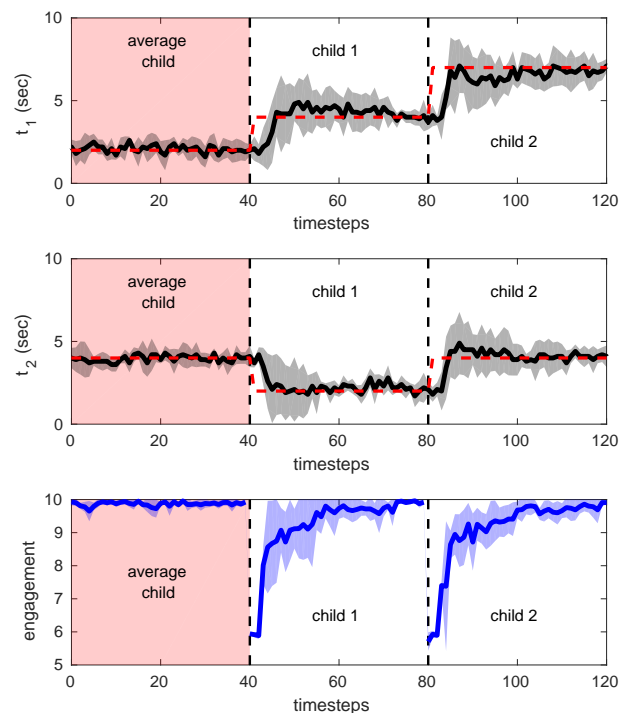 10
5
0
t1 (sec)
average
child
child 1
child 2
0 20 40 60 80 100 120
timesteps
10
5
0
t2 (sec)
average
child
child 1
child 2
0 20 40 60 80 100 120
timesteps
10
9
8
7
6
5
engagement
average
child
child 1
child 2
0 20 40 60 80 100 120
timesteps